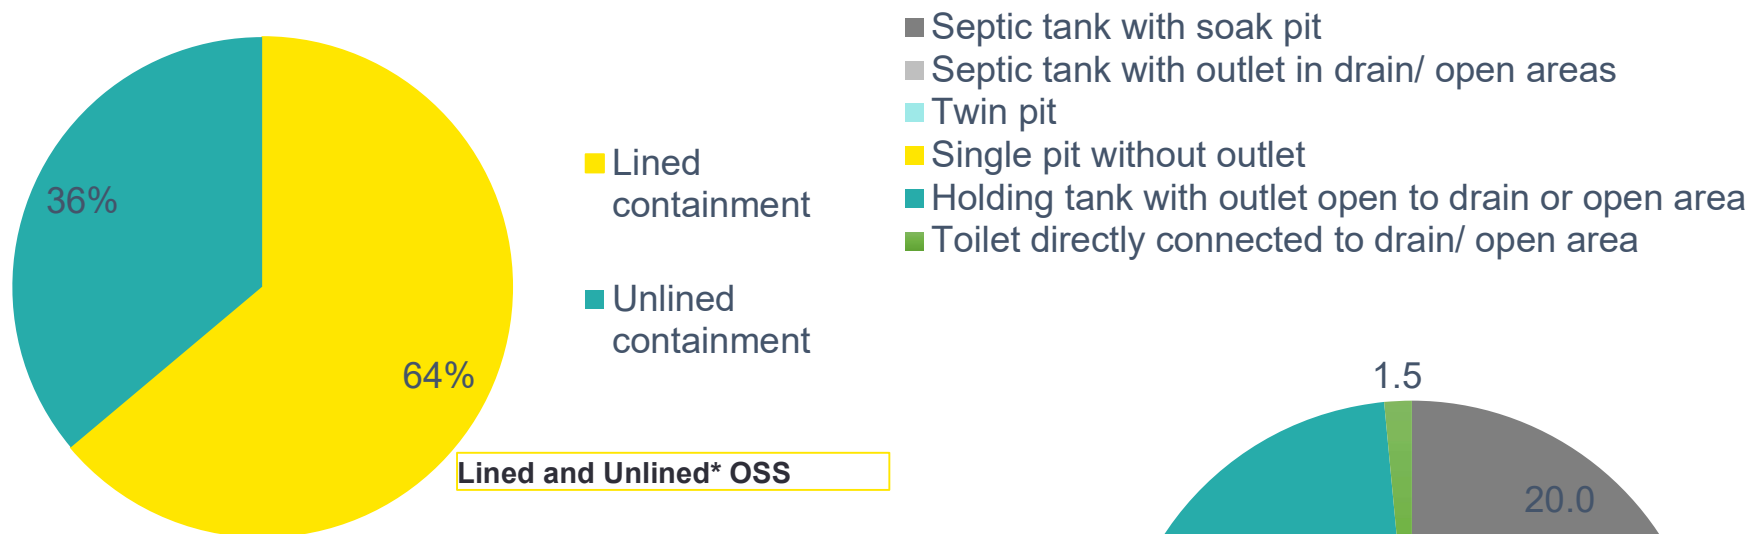 36%
64%
Lined
containment
Unlined
containment
Lined and Unlined* OSS
Septic tank with soak pit
Septic tank with outlet in drain/ open areas
Twin pit
Single pit without outlet
Holding tank with outlet open to drain or open area
Toilet directly connected to drain/ open area
1.5
20.0